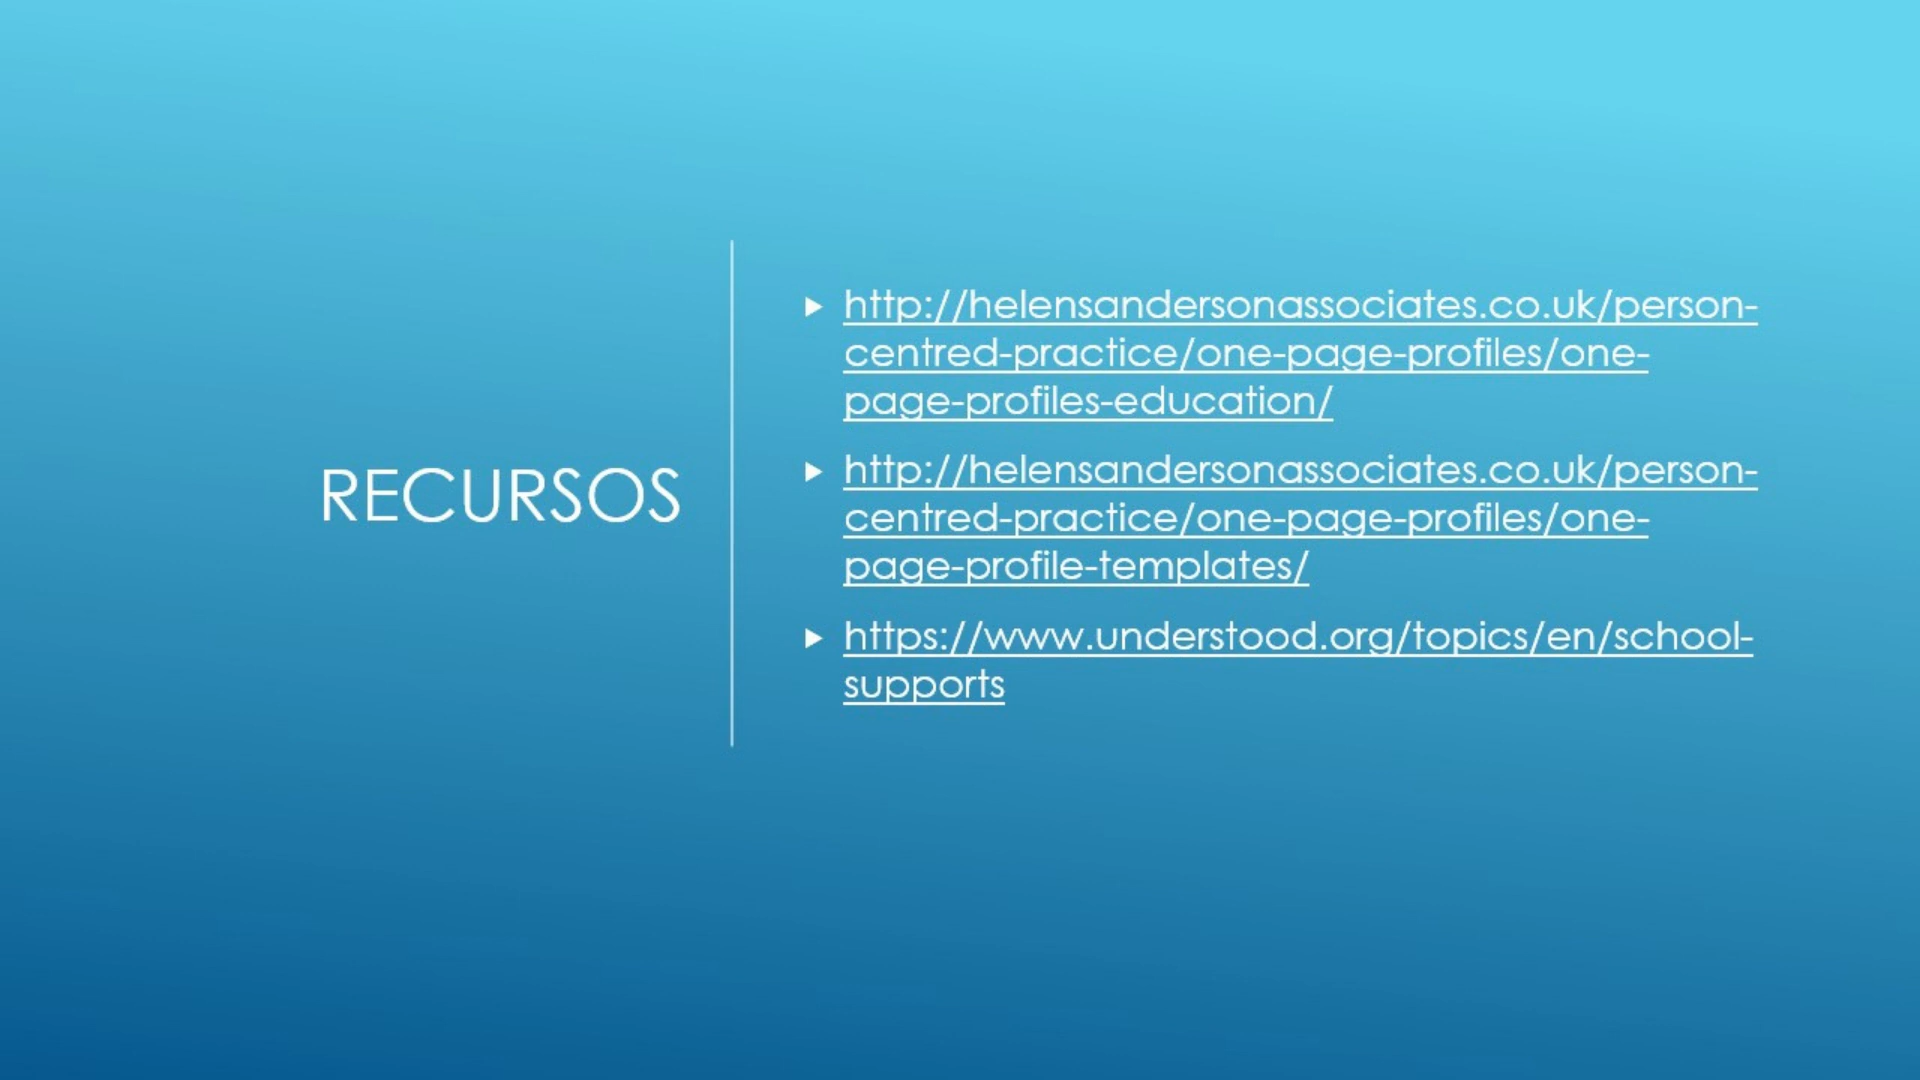 RECURSOS
http://helensandersonassociates.co.uk/person-
centred-practice/one-page-profiles/one-
page-profiles-education/
http://helensandersonassociates.co.uk/person-
centred-practice/one-page-profiles/one-
page-profile-templates/
https://www.understood.org/topics/en/school-
supports